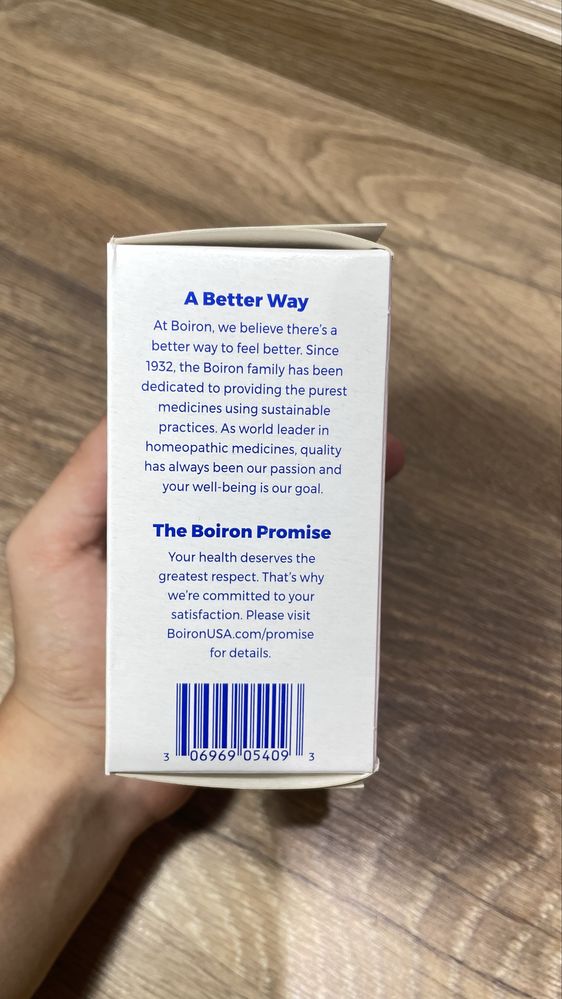 A Better Way
At Boiron, we believe there's a
better way to feel better. Since
1932, the Boiron family has been
dedicated to providing the purest
medicines using sustainable
practices. As world leader in
homeopathic medicines, quality
has always been our passion and
your well-being is our goal.
The Boiron Promise
Your health deserves the
greatest respect. That's why
we're committed to your
satisfaction. Please visit
BoironUSA.com/promise
for details.
3 06969 05409 3